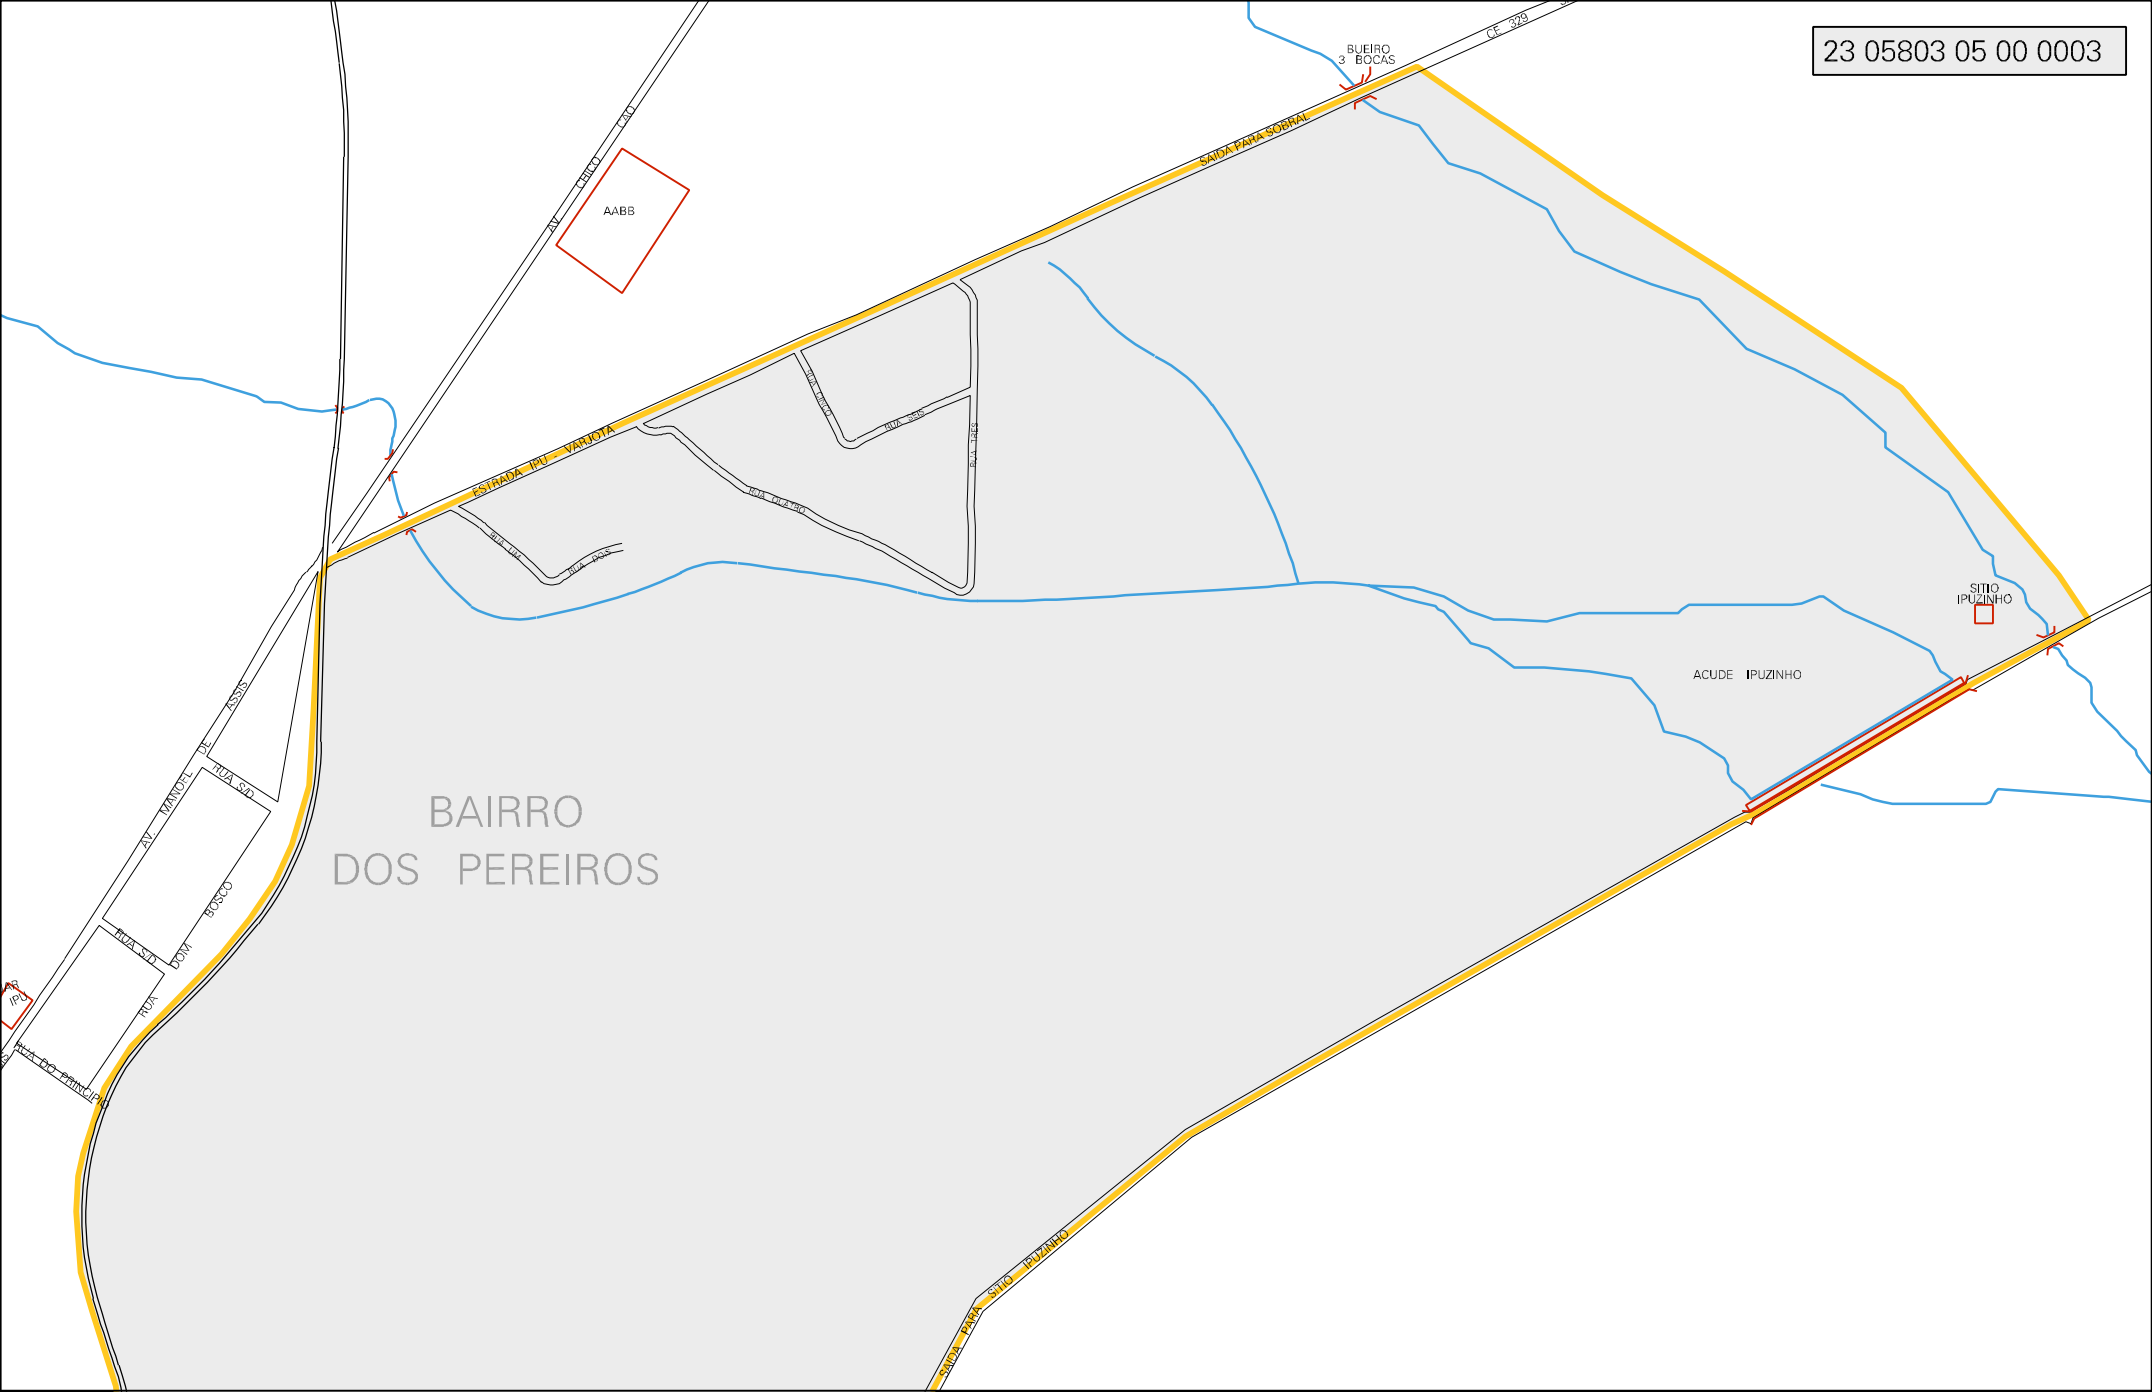 23 05803 05 00 0003
CE 329
BUEIRO
3 BOCAS
SAIDA PARA SOBRAL
AV CHICO CAO
AABB
ESTRADA IPU - VARJOTA
RUA CINCO
RUA SEIS
RUA TRES
RUA QUATRO
RUA UM
RUA DOIS
SITIO
IPUZINHO
ACUDE IPUZINHO
AV. MANOEL DE ASSIS
RUA S/D
BAIRRO
DOS PEREIROS
RUA DOM BOSCO
RUA S/D
IPU
RUA DO PRINCIPIO
SAIDA PARA SITIO IPUZINHO